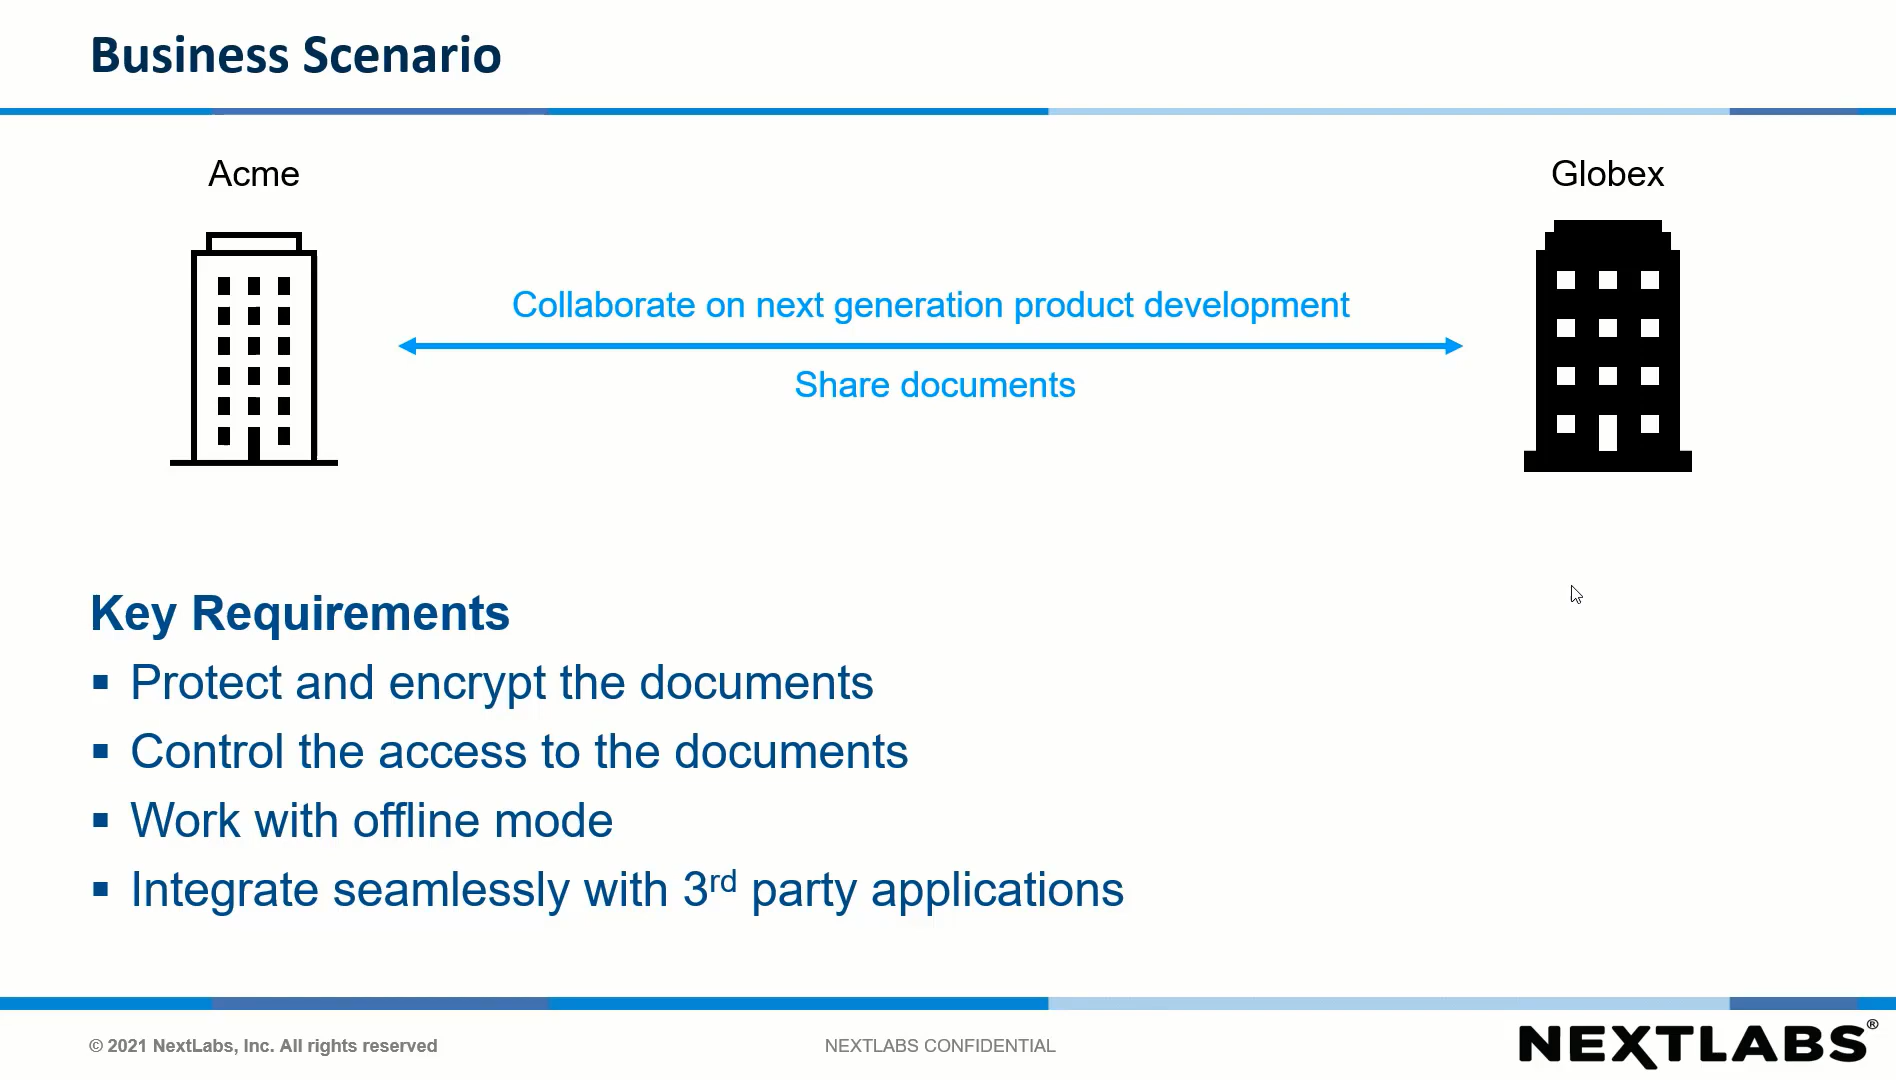 Business Scenario
Acme
Globex
Collaborate on next generation product development
Share documents
Key Requirements
▪ Protect and encrypt the documents
▪ Control the access to the documents
▪ Work with offline mode
▪ Integrate seamlessly with 3rd party applications
© 2021 NextLabs, Inc. All rights reserved
NEXTLABS CONFIDENTIAL
NEXTLABS®